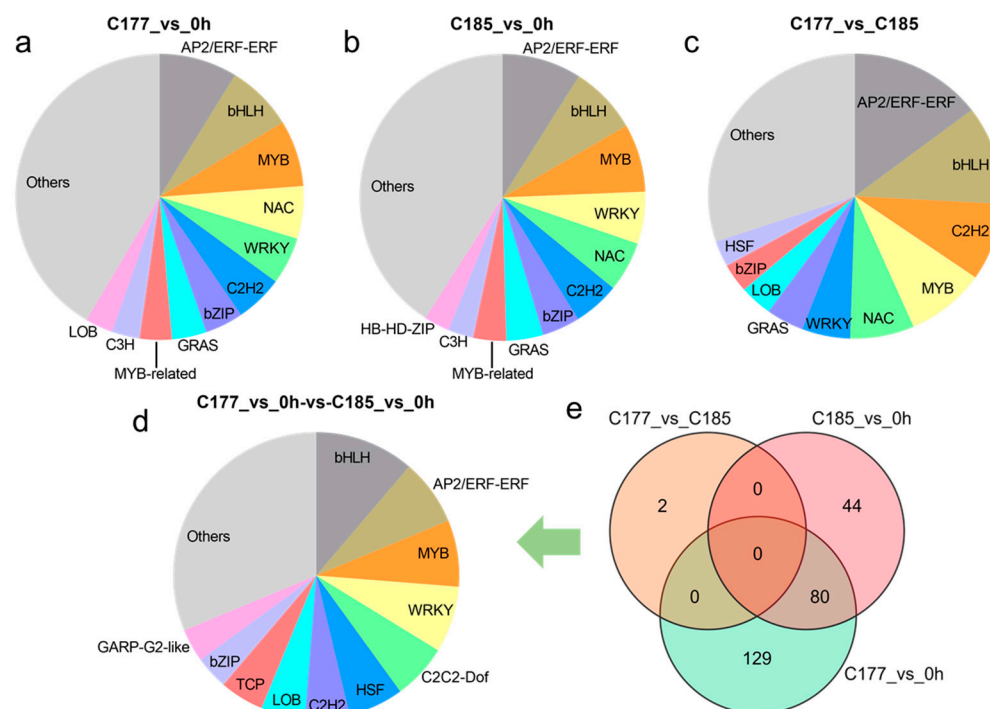 a
C177_vs_0h
AP2/ERF-ERF
bHLH
MYB
NAC
WRKY
C2H2
bZIP
GRAS
MYB-related
C3H
LOB
Others
b
C185_vs_0h
AP2/ERF-ERF
bHLH
MYB
WRKY
NAC
C2H2
bZIP
GRAS
MYB-related
C3H
HB-HD-ZIP
Others
c
C177_vs_C185
AP2/ERF-ERF
bHLH
C2H2
MYB
NAC
WRKY
GRAS
LOB
bZIP
HSF
Others
d
C177_vs_0h-vs-C185_vs_0h
bHLH
AP2/ERF-ERF
MYB
WRKY
C2C2-Dof
HSF
C2H2
LOB
TCP
bZIP
GARP-G2-like
Others
e
C177_vs_C185
C185_vs_0h
2
0
44
0
0
80
129
C177_vs_0h